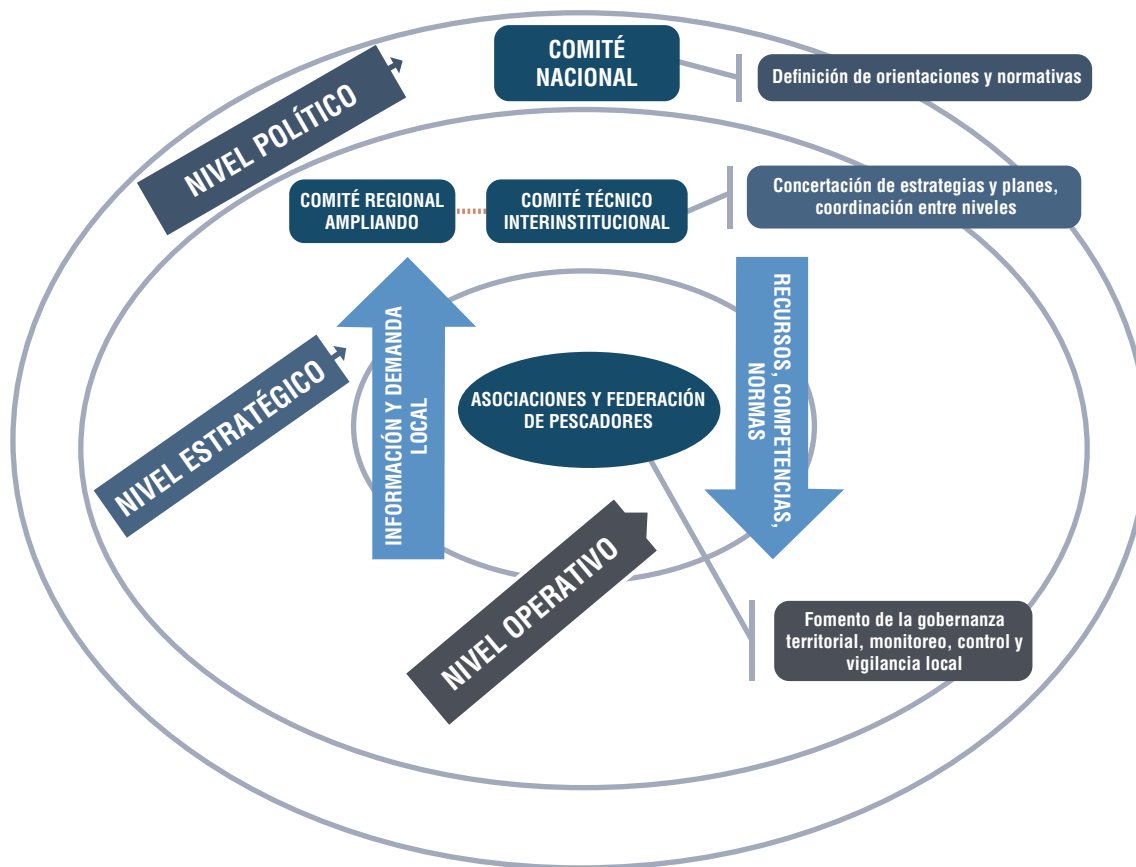 COMITÉ
NACIONAL
Definición de orientaciones y normativas
NIVEL POLÍTICO
COMITÉ REGIONAL
AMPLIANDO
COMITÉ TÉCNICO
INTERINSTITUCIONAL
Concertación de estrategias y planes,
coordinación entre niveles
NIVEL ESTRATÉGICO
INFORMACIÓN Y DEMANDA
LOCAL
ASOCIACIONES Y FEDERACIÓN
DE PESCADORES
RECURSOS, COMPETENCIAS,
NORMAS
NIVEL OPERATIVO
Fomento de la gobernanza
territorial, monitoreo, control y
vigilancia local